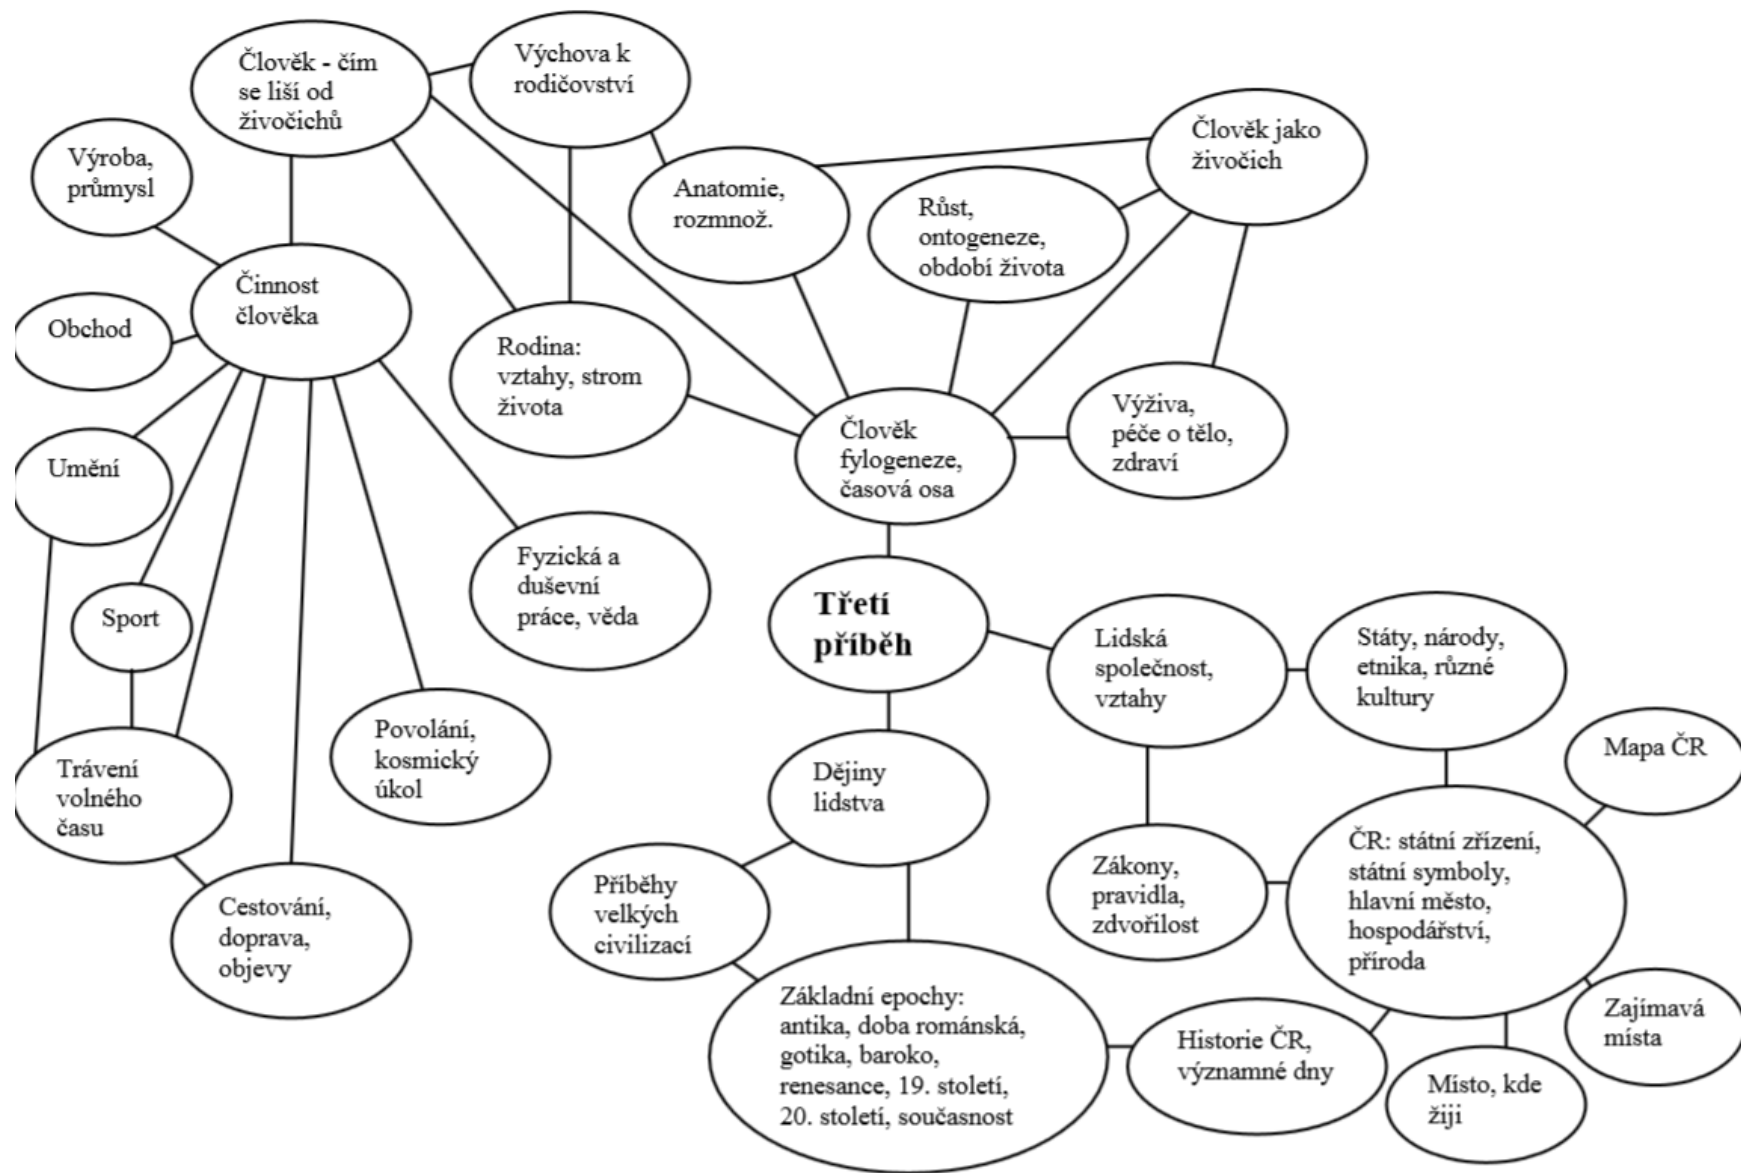 Člověk - čím
se liší od
živočichů
Výchova k
rodičovství
Výroba,
průmysl
Člověk jako
živočich
Anatomie,
rozmnož.
Růst,
ontogeneze,
období života
Činnost
člověka
Obchod
Rodina:
vztahy, strom
života
Člověk
fylogeneze,
časová osa
Výživa,
péče o tělo,
zdraví
Umění
Fyzická a
duševní
práce, věda
Sport
Třetí
příběh
Lidská
společnost,
vztahy
Státy, národy,
etnika, různé
kultury
Povolání,
kosmický
úkol
Mapa ČR
Trávení
volného
času
Dějiny
lidstva
ČR: státní zřízení,
státní symboly,
hlavní město,
hospodářství,
příroda
Zákony,
pravidla,
zdvořilost
Příběhy
velkých
civilizací
Cestování,
doprava,
objevy
Základní epochy:
antika, doba románská,
gotika, baroko,
renesance, 19. století,
20. století, současnost
Historie ČR,
významné dny
Zajímavá
místa
Místo, kde
žiji